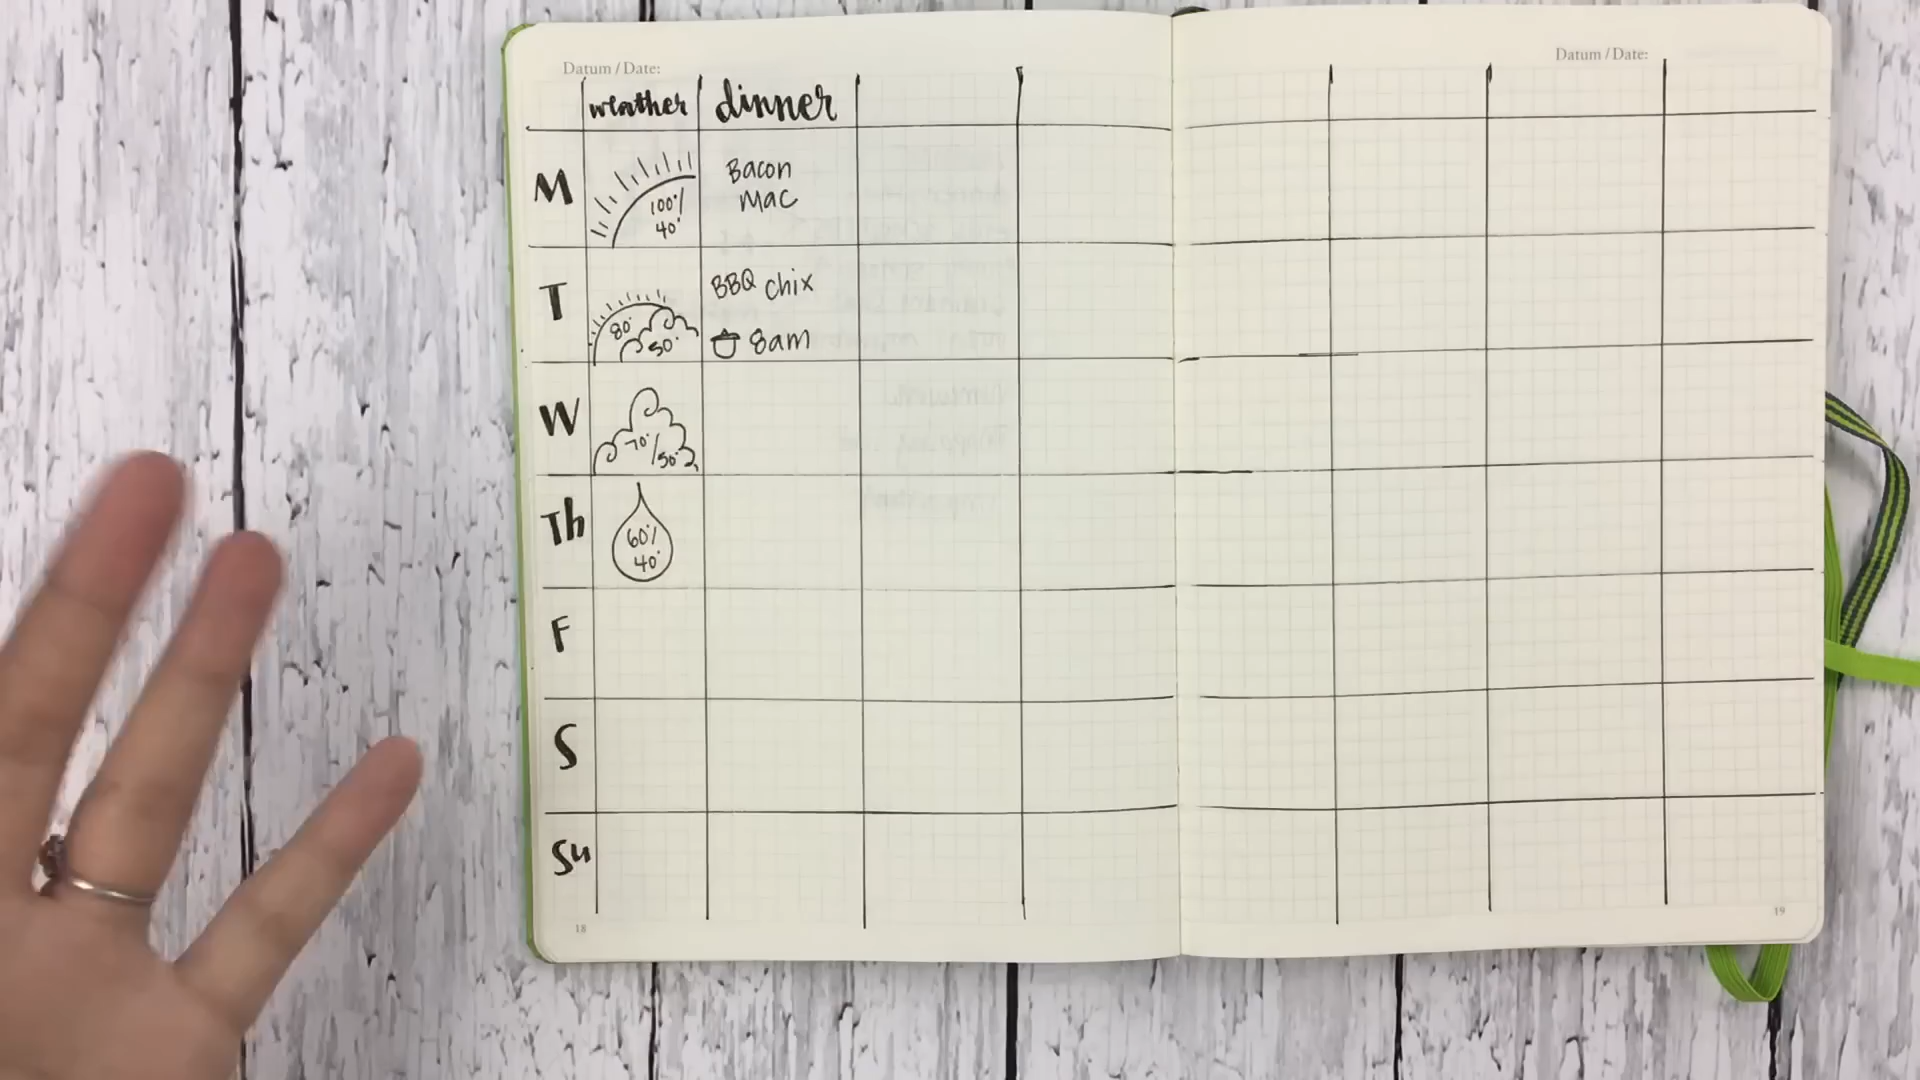 Datum / Date:
Datum / Date:
weather dinner
M
100°/
40°
Bacon
Mac
T
80°
50°
BBQ chix
8am
W
70°/50°
Th
60°/
40°
F
S
Su
18
19